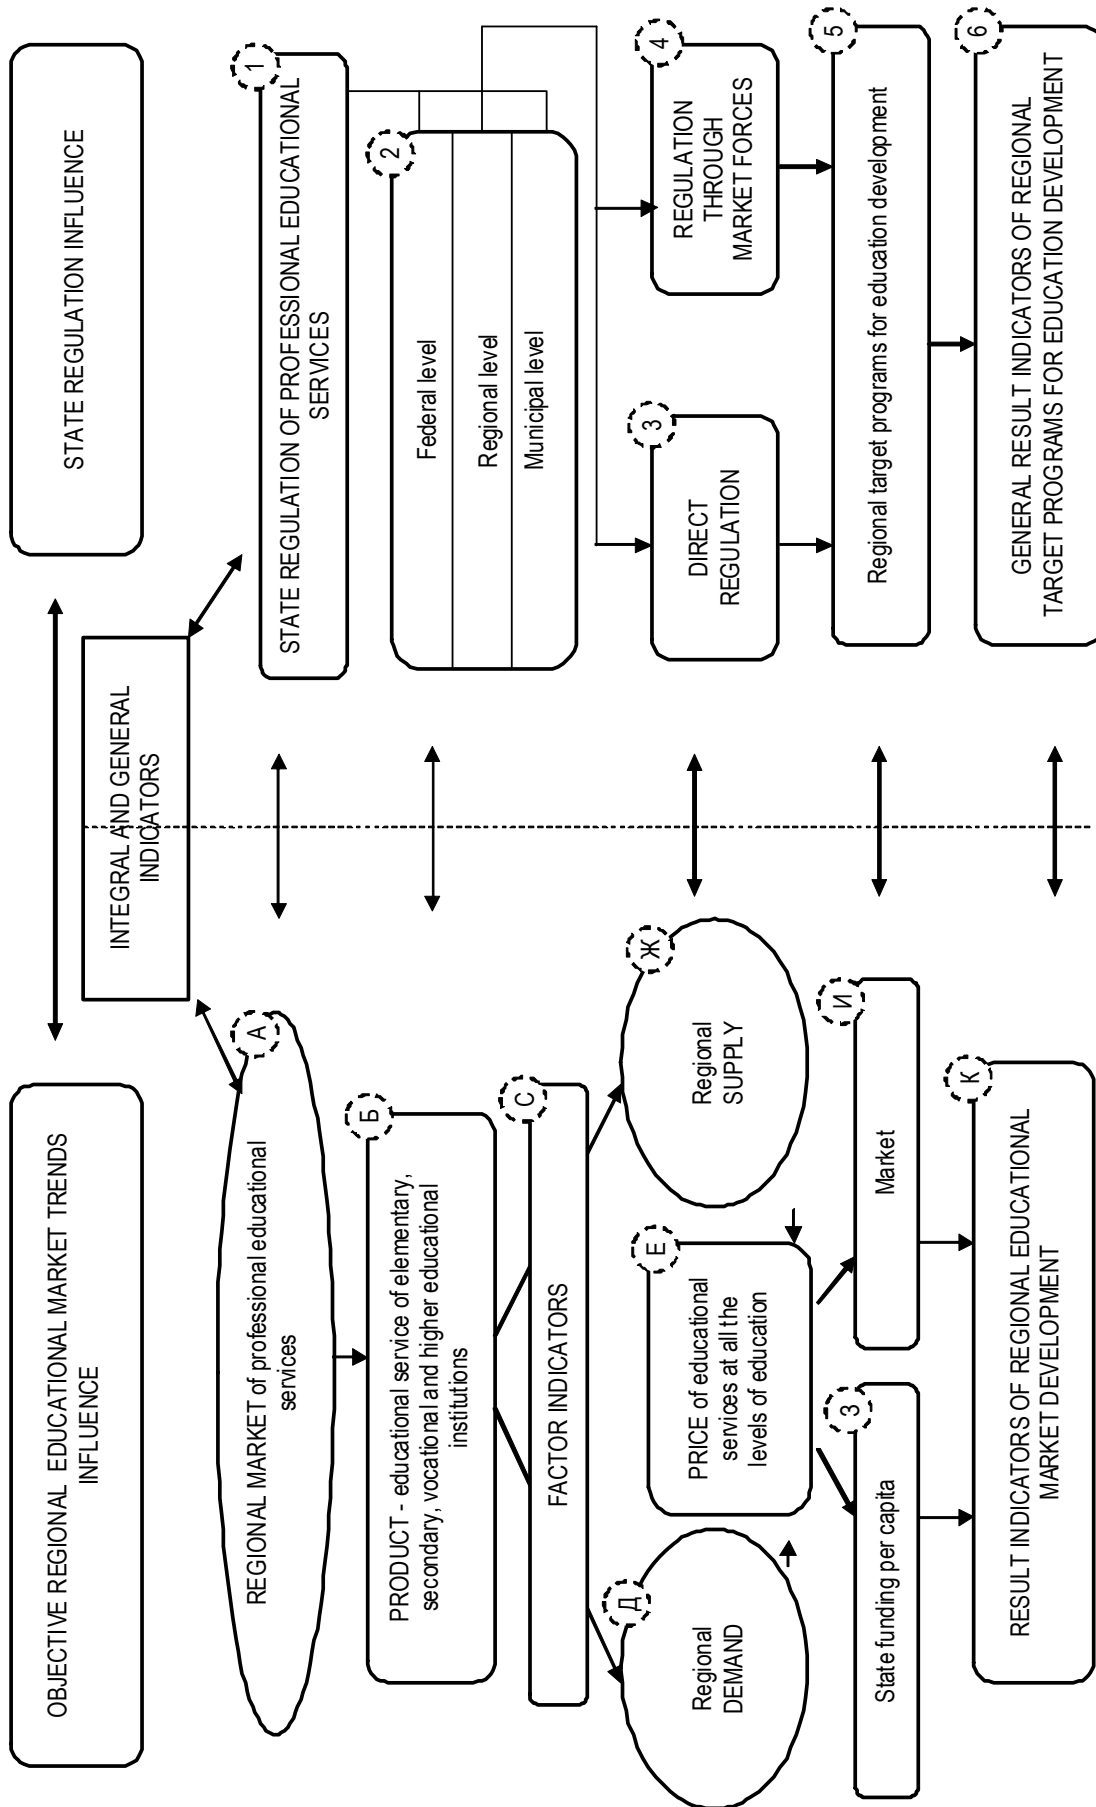 OBJECTIVE REGIONAL EDUCATIONAL MARKET TRENDS
INFLUENCE
STATE REGULATION INFLUENCE
INTEGRAL AND GENERAL
INDICATORS
А
REGIONAL MARKET of professional educational
services
1
STATE REGULATION OF PROFESSIONAL EDUCATIONAL
SERVICES
Б
PRODUCT - educational service of elementary,
secondary, vocational and higher educational
institutions
2
Federal level
Regional level
Municipal level
С
FACTOR INDICATORS
Д
Regional
DEMAND
Е
PRICE of educational
services at all the
levels of education
Ж
Regional
SUPPLY
3
DIRECT
REGULATION
4
REGULATION
THROUGH
MARKET FORCES
З
State funding per capita
И
Market
5
Regional target programs for education development
К
RESULT INDICATORS OF REGIONAL EDUCATIONAL
MARKET DEVELOPMENT
6
GENERAL RESULT INDICATORS OF REGIONAL
TARGET PROGRAMS FOR EDUCATION DEVELOPMENT